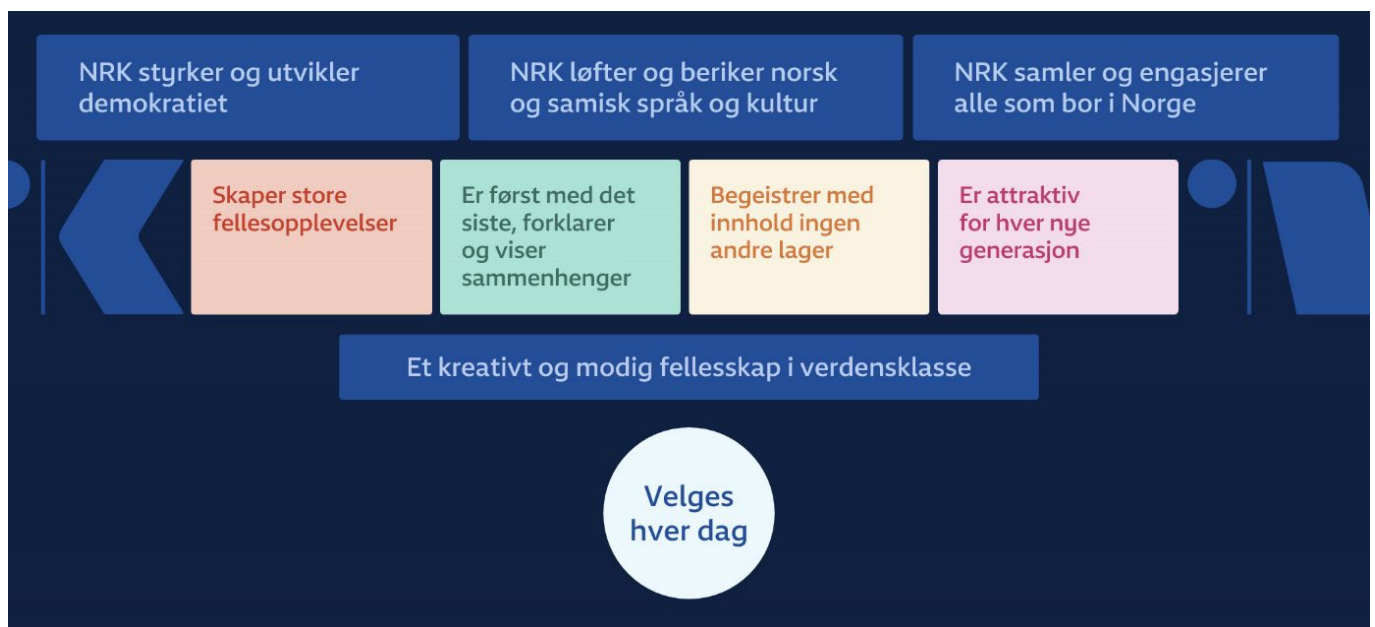 NRK styrker og utvikler
demokratiet
NRK løfter og beriker norsk
og samisk språk og kultur
NRK samler og engasjerer
alle som bor i Norge
Skaper store
fellesopplevelser
Er først med det
siste, forklarer
og viser
sammenhenger
Begeistrer med
innhold ingen
andre lager
Er attraktiv
for hver nye
generasjon
Et kreativt og modig fellesskap i verdensklasse
Velges
hver dag